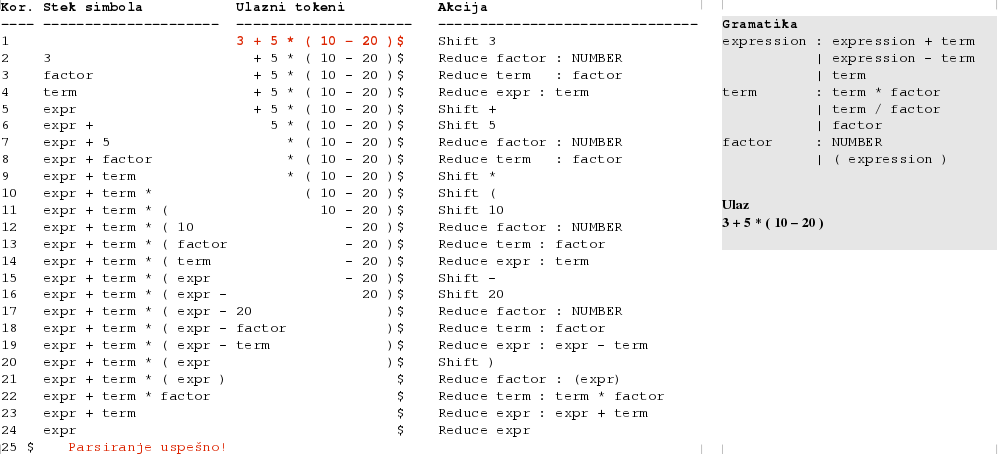 Kor. Stek simbola Ulazni tokeni Akcija
---- --------------------- --------------------- -------------------------------
1 3 + 5 * ( 10 – 20 )$ Shift 3
2 3 + 5 * ( 10 – 20 )$ Reduce factor : NUMBER
3 factor + 5 * ( 10 – 20 )$ Reduce term : factor
4 term + 5 * ( 10 – 20 )$ Reduce expr : term
5 expr + 5 * ( 10 – 20 )$ Shift +
6 expr + 5 * ( 10 – 20 )$ Shift 5
7 expr + 5 * ( 10 – 20 )$ Reduce factor : NUMBER
8 expr + factor * ( 10 – 20 )$ Reduce term : factor
9 expr + term * ( 10 – 20 )$ Shift *
10 expr + term * ( 10 – 20 )$ Shift (
11 expr + term * ( 10 – 20 )$ Shift 10
12 expr + term * ( 10 – 20 )$ Reduce factor : NUMBER
13 expr + term * ( factor – 20 )$ Reduce term : factor
14 expr + term * ( term – 20 )$ Reduce expr : term
15 expr + term * ( expr – 20 )$ Shift –
16 expr + term * ( expr – 20 )$ Shift 20
17 expr + term * ( expr – 20 )$ Reduce factor : NUMBER
18 expr + term * ( expr – factor )$ Reduce term : factor
19 expr + term * ( expr – term )$ Reduce expr : expr – term
20 expr + term * ( expr )$ Shift )
21 expr + term * ( expr ) $ Reduce factor : (expr)
22 expr + term * factor $ Reduce term : term * factor
23 expr + term $ Reduce expr : expr + term
24 expr $ Reduce expr
25 $ Parsiranje uspešno!
Gramatika
expression : expression + term
| expression – term
| term
term : term * factor
| term / factor
| factor
factor : NUMBER
| ( expression )
Ulaz
3 + 5 * ( 10 – 20 )